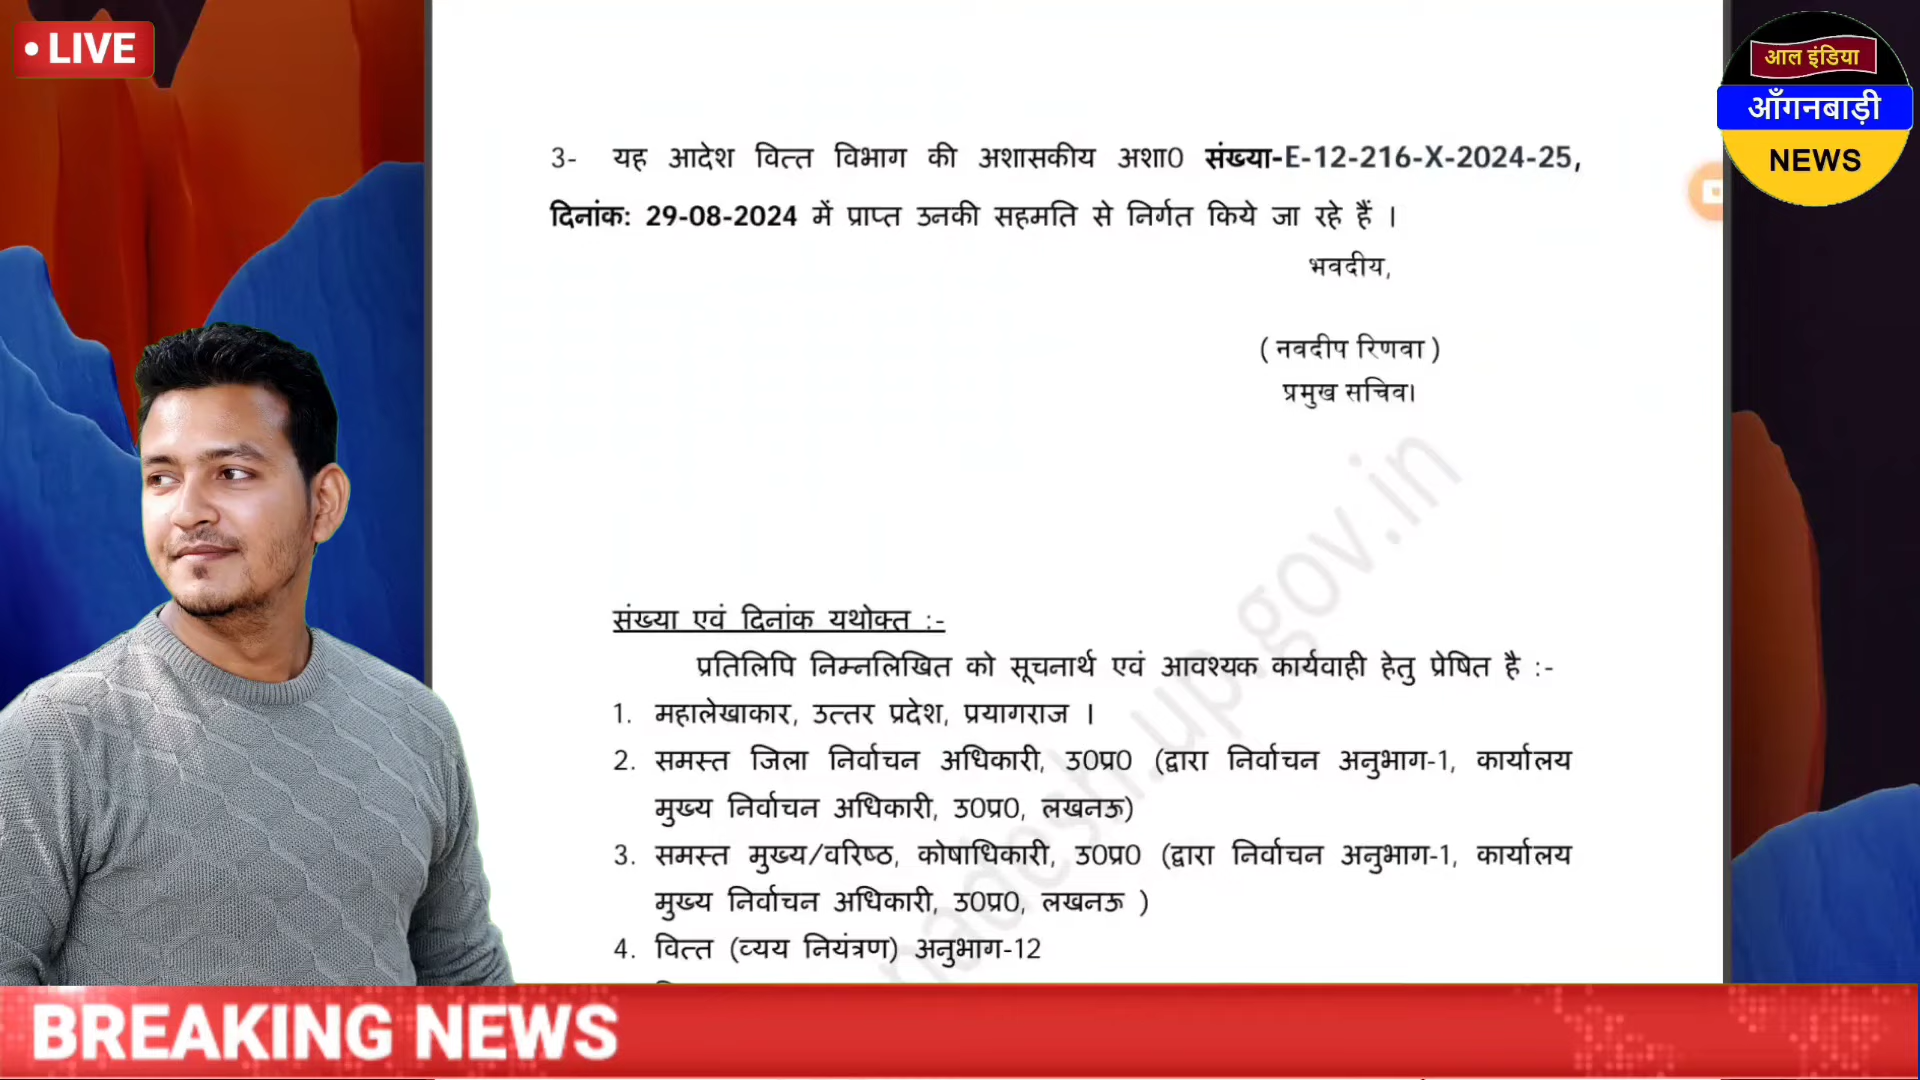 • LIVE
आल इंडिया
आँगनबाड़ी
NEWS
3- यह आदेश वित्त विभाग की अशासकीय अशा0 संख्या-E-12-216-X-2024-25,
दिनांक: 29-08-2024 में प्राप्त उनकी सहमति से निर्गत किये जा रहे हैं ।
भवदीय,
( नवदीप रिणवा )
प्रमुख सचिव।
संख्या एवं दिनांक यथोक्त :-
प्रतिलिपि निम्नलिखित को सूचनार्थ एवं आवश्यक कार्यवाही हेतु प्रेषित है :-
1. महालेखाकार, उत्तर प्रदेश, प्रयागराज ।
2. समस्त जिला निर्वाचन अधिकारी, उ0प्र0 (द्वारा निर्वाचन अनुभाग-1, कार्यालय
मुख्य निर्वाचन अधिकारी, उ0प्र0, लखनऊ)
3. समस्त मुख्य/वरिष्ठ, कोषाधिकारी, उ0प्र0 (द्वारा निर्वाचन अनुभाग-1, कार्यालय
मुख्य निर्वाचन अधिकारी, उ0प्र0, लखनऊ )
4. वित्त (व्यय नियंत्रण) अनुभाग-12
nadesh.up.gov.in
BREAKING NEWS